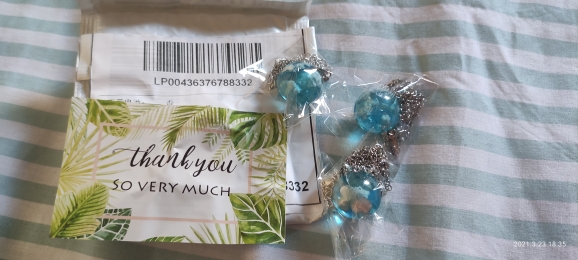 LP00436376788332
thank you
SO VERY MUCH
332
2021.3.23 18:25